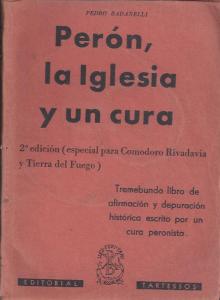 PEDRO BADANELLI
Perón,
la Iglesia
y un cura
2ª edición (especial para Comodoro Rivadavia
y Tierra del Fuego)
Tremebundo libro de
afirmación y depuración
histórica escrito por un
cura peronista.
EDITORIAL TARTESSOS